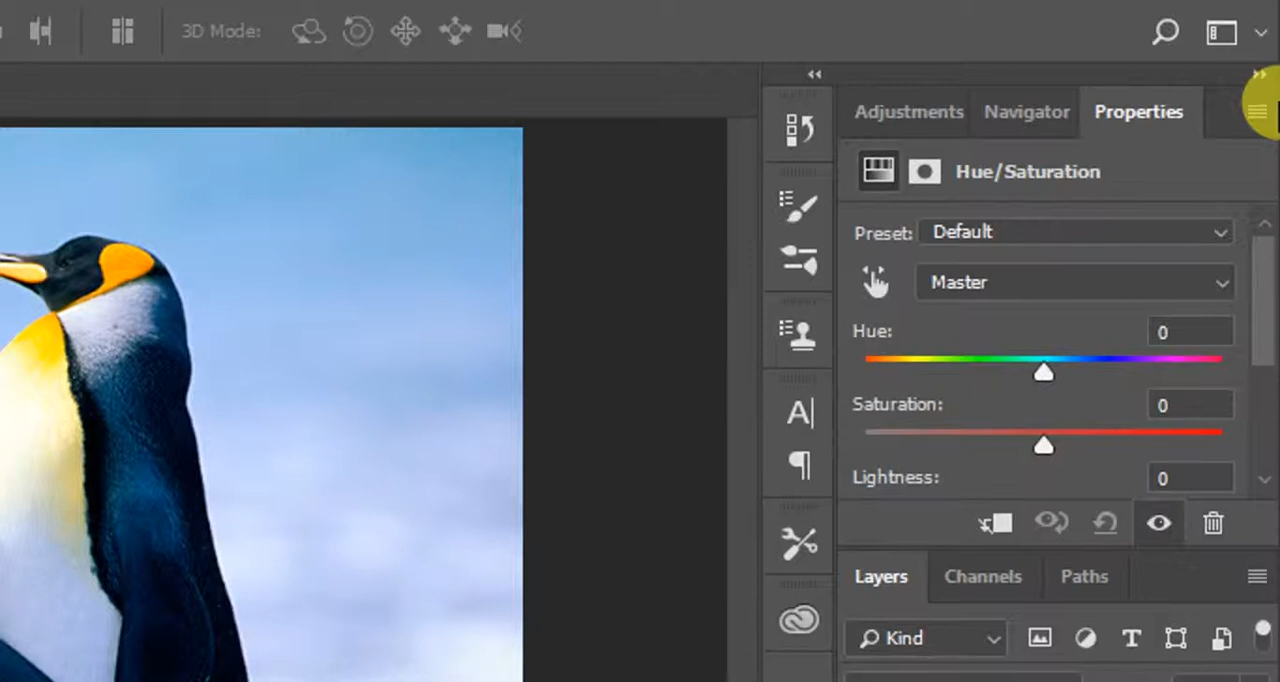 3D Mode:
Adjustments Navigator Properties
Hue/Saturation
Preset: Default
Master
Hue: 0
Saturation: 0
Lightness: 0
Layers Channels Paths
Kind